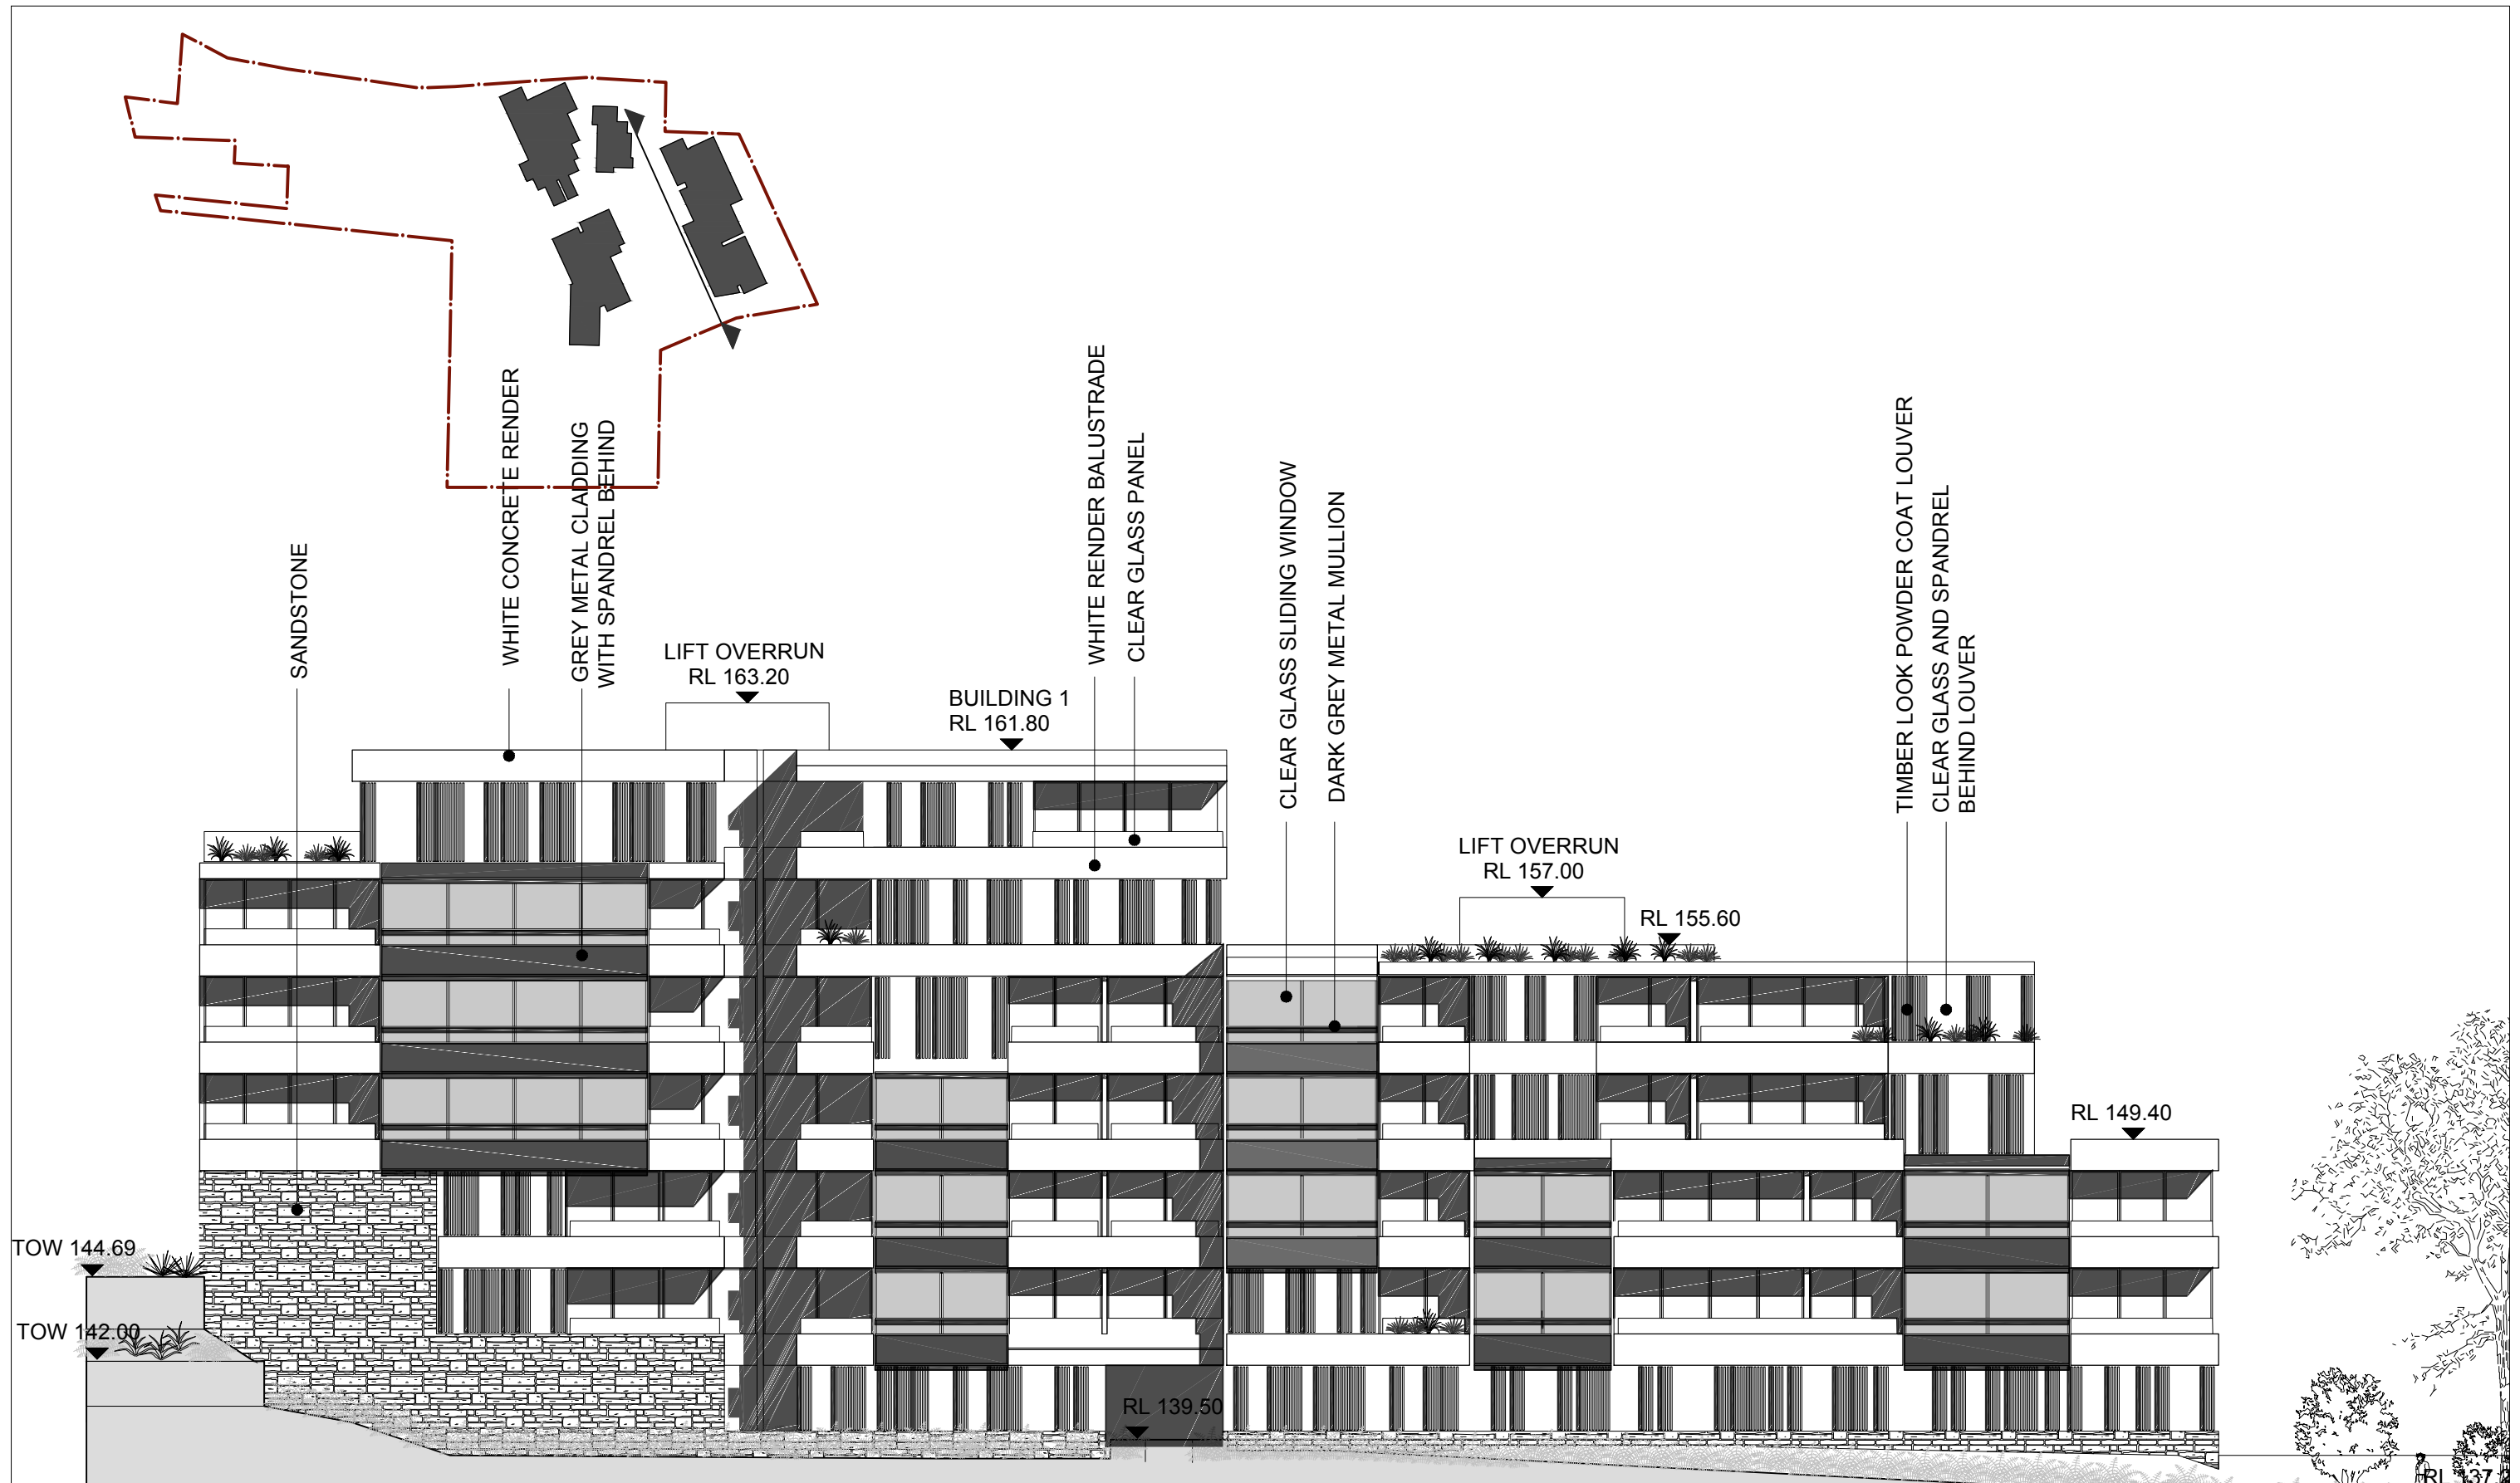 SANDSTONE
WHITE CONCRETE RENDER
GREY METAL CLADDING
WITH SPANDREL BEHIND
LIFT OVERRUN
RL 163.20
BUILDING 1
RL 161.80
WHITE RENDER BALUSTRADE
CLEAR GLASS PANEL
CLEAR GLASS SLIDING WINDOW
DARK GREY METAL MULLION
LIFT OVERRUN
RL 157.00
RL 155.60
TIMBER LOOK POWDER COAT LOUVER
CLEAR GLASS AND SPANDREL
BEHIND LOUVER
RL 149.40
TOW 144.69
TOW 142.00
RL 139.50